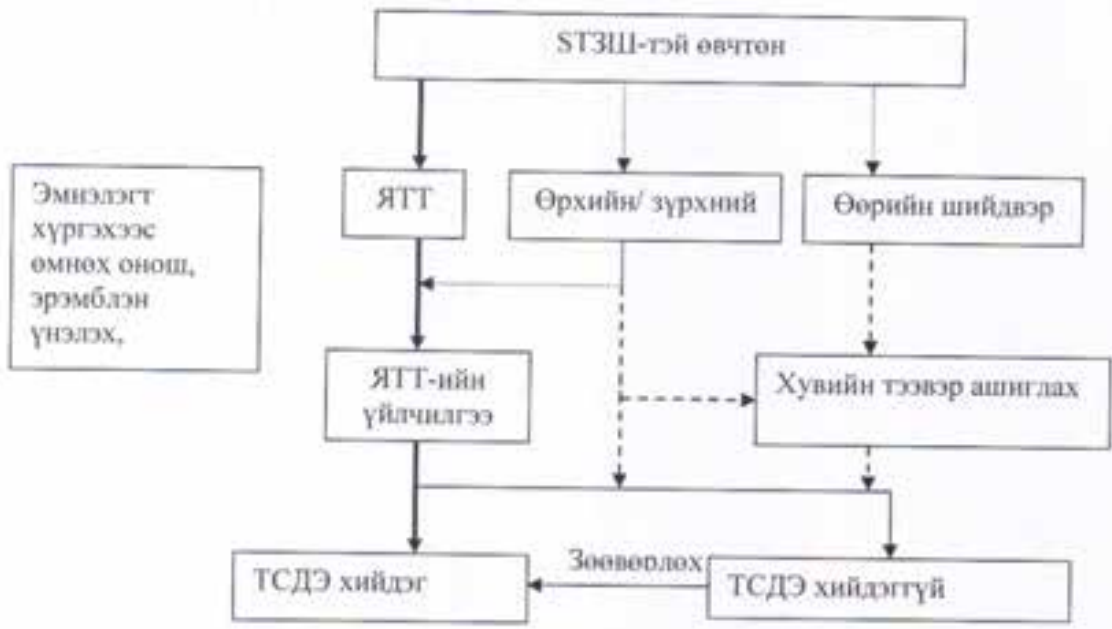 STЗШ-тэй өвчтөн
Эмнэлэгт
хүргэхээс
өмнөх онош,
эрэмблэн
үнэлэх,
ЯТТ
Өрхийн/ зүрхний
Өөрийн шийдвэр
ЯТТ-ийн
үйлчилгээ
Хувийн тээвэр ашиглах
ТСДЭ хийдэг
Зөөвөрлөх
ТСДЭ хийдэггүй